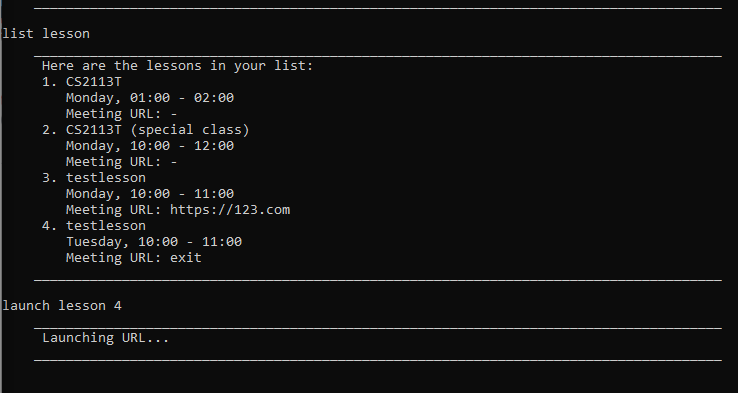 list lesson
Here are the lessons in your list:
1. CS2113T
Monday, 01:00 - 02:00
Meeting URL: -
2. CS2113T (special class)
Monday, 10:00 - 12:00
Meeting URL: -
3. testlesson
Monday, 10:00 - 11:00
Meeting URL: https://123.com
4. testlesson
Tuesday, 10:00 - 11:00
Meeting URL: exit
launch lesson 4
Launching URL...